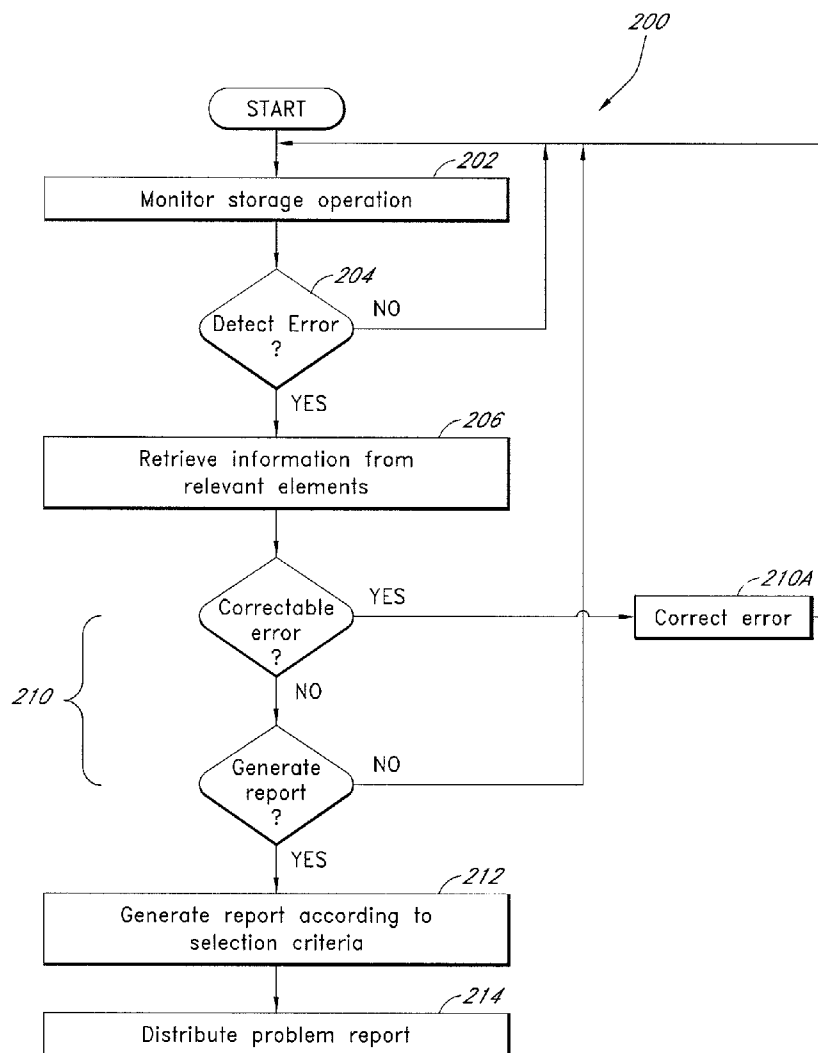 200
START
202
Monitor storage operation
204
Detect Error
?
NO
YES
206
Retrieve information from
relevant elements
Correctable
error
?
YES
210A
Correct error
210
NO
Generate
report
?
NO
YES
212
Generate report according to
selection criteria
214
Distribute problem report